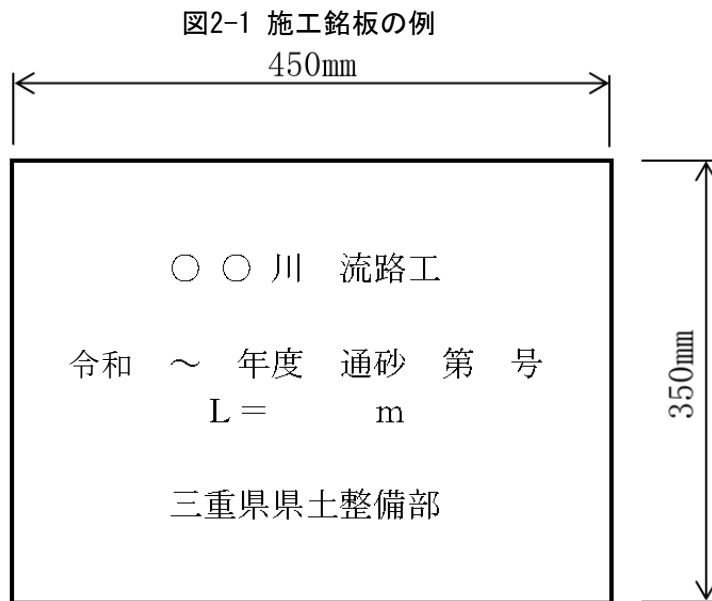 図2-1 施工銘板の例
450mm
○ ○ 川 流路工
令和 ～ 年度 通砂 第 号
L＝ m
三重県県土整備部
350mm